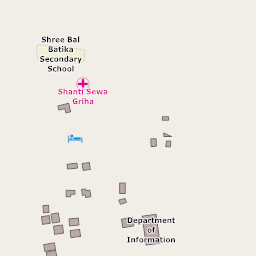 Shree Bal
Batika
Secondary
School
Shanti Sewa
Griha
Department
of
Information